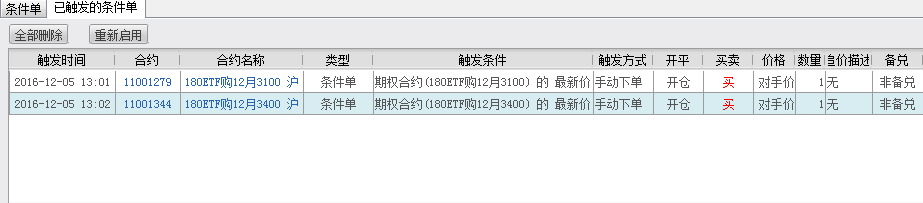 条件单 已触发的条件单
全部删除 重新启用
触发时间 合约 合约名称 类型 触发条件 触发方式 开平 买卖 价格 数量 描述 备兑
2016-12-05 13:01 11001279 180ETF购12月3100 沪 条件单 期权合约(180ETF购12月3100) 的 最新价 手动下单 开仓 买 对手价 1 无 非备兑
2016-12-05 13:02 11001344 180ETF购12月3400 沪 条件单 期权合约(180ETF购12月3400) 的 最新价 手动下单 开仓 买 对手价 1 无 非备兑